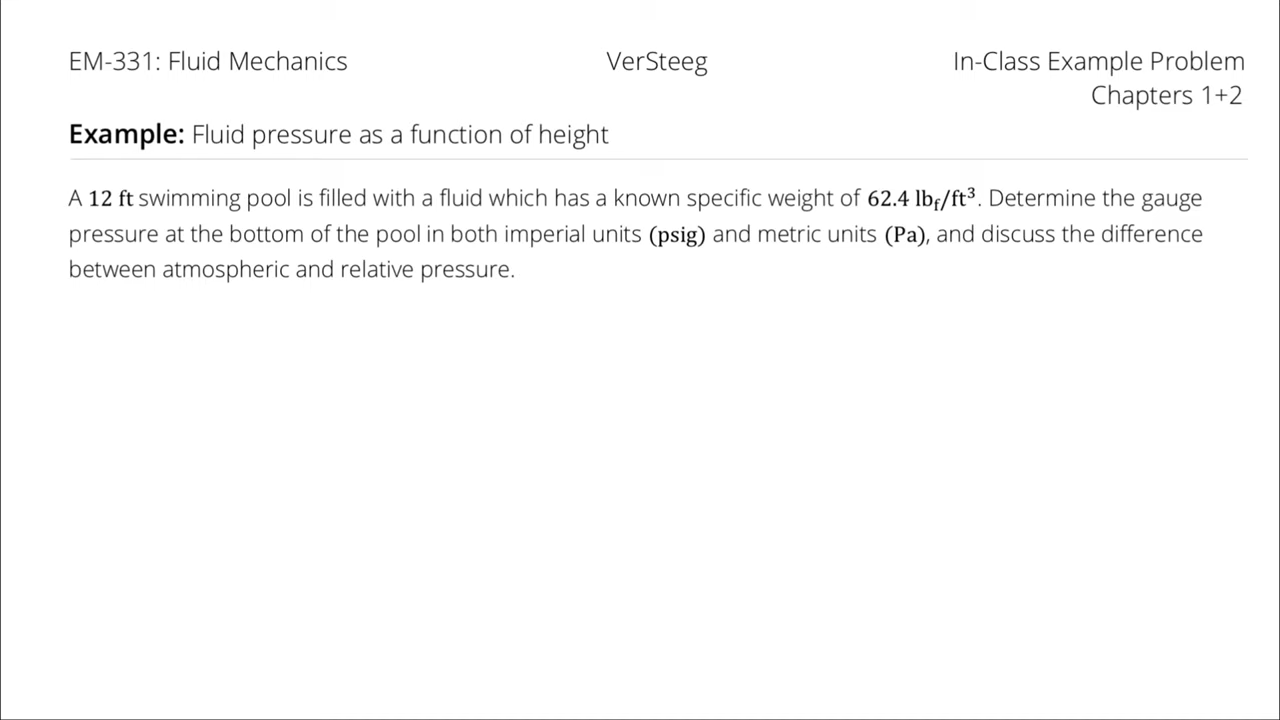 EM-331: Fluid Mechanics VerSteeg In-Class Example Problem
Chapters 1+2
Example: Fluid pressure as a function of height
A 12 ft swimming pool is filled with a fluid which has a known specific weight of 62.4 lb_f/ft³. Determine the gauge
pressure at the bottom of the pool in both imperial units (psig) and metric units (Pa), and discuss the difference
between atmospheric and relative pressure.